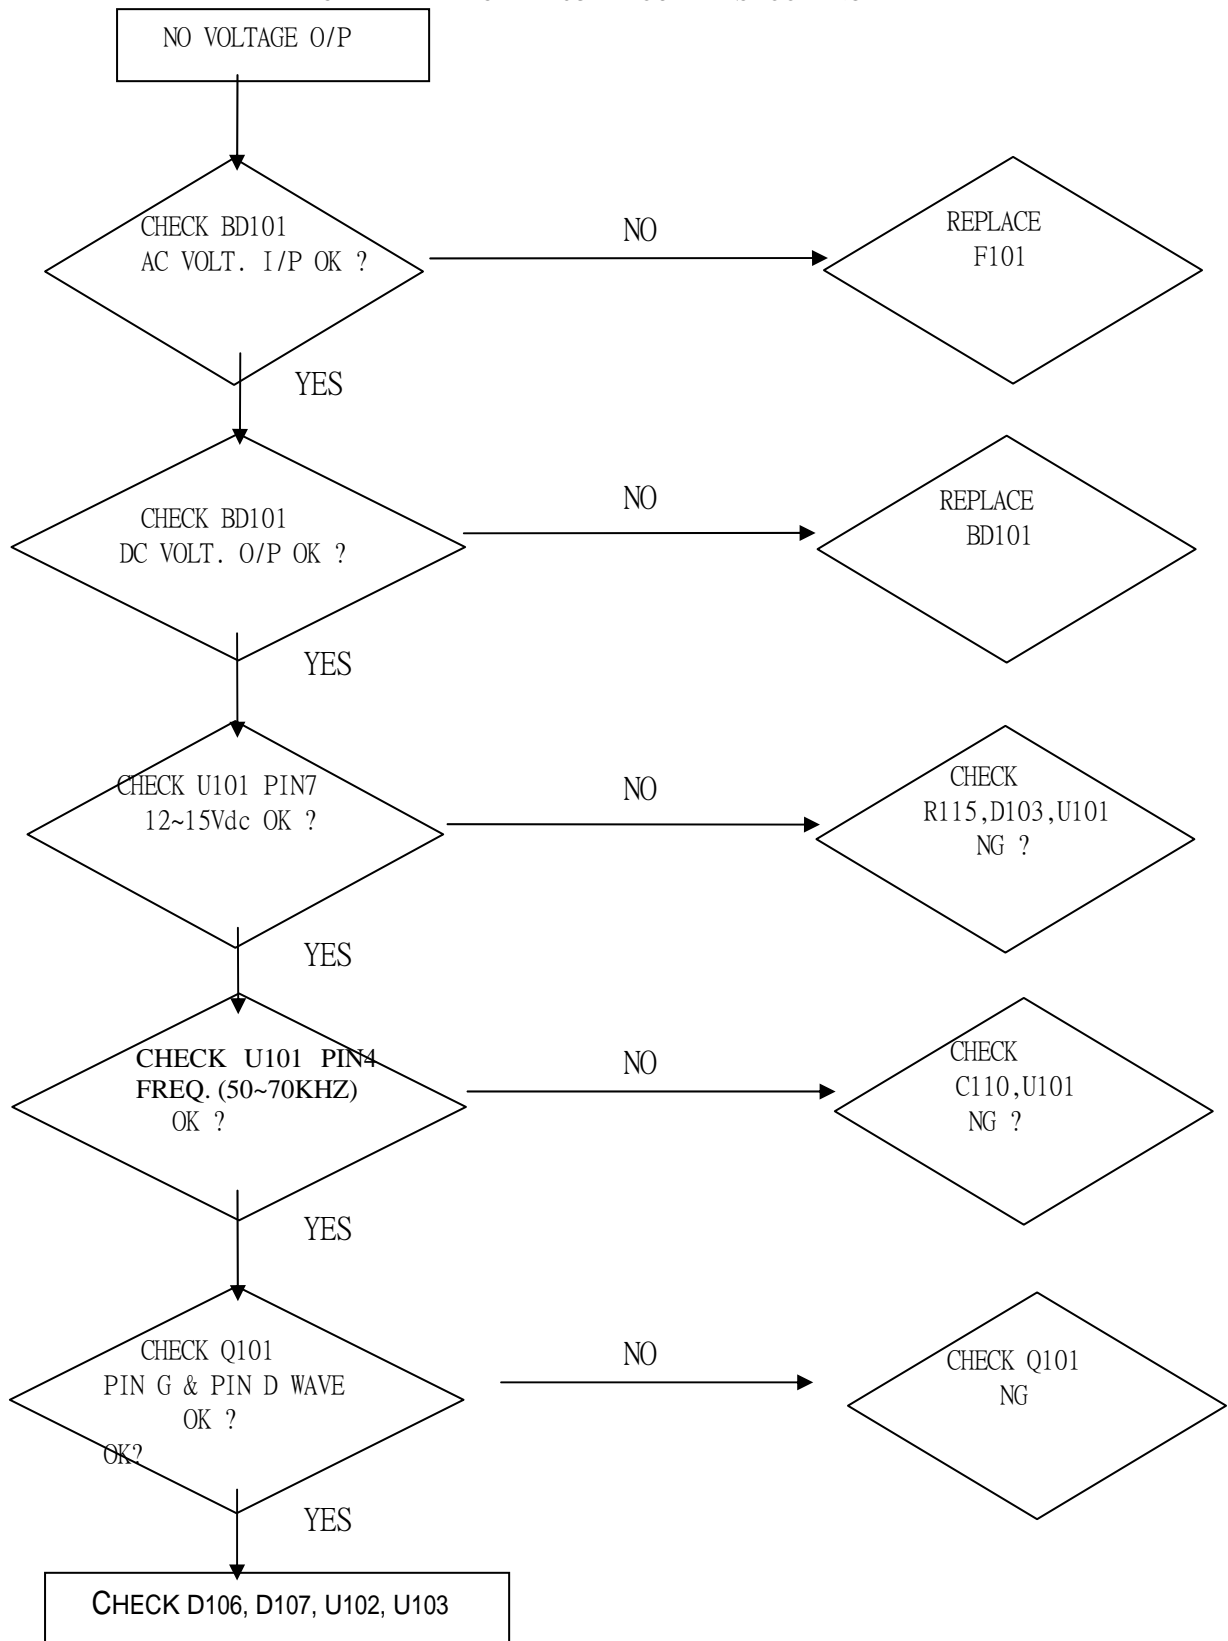 NO VOLTAGE O/P
CHECK BD101
AC VOLT. I/P OK ?
NO
REPLACE
F101
YES
CHECK BD101
DC VOLT. O/P OK ?
NO
REPLACE
BD101
YES
CHECK U101 PIN7
12~15Vdc OK ?
NO
CHECK
R115,D103,U101
NG ?
YES
CHECK U101 PIN4
FREQ. (50~70KHZ)
OK ?
NO
CHECK
C110,U101
NG ?
YES
CHECK Q101
PIN G & PIN D WAVE
OK ?
OK?
NO
CHECK Q101
NG
YES
CHECK D106, D107, U102, U103